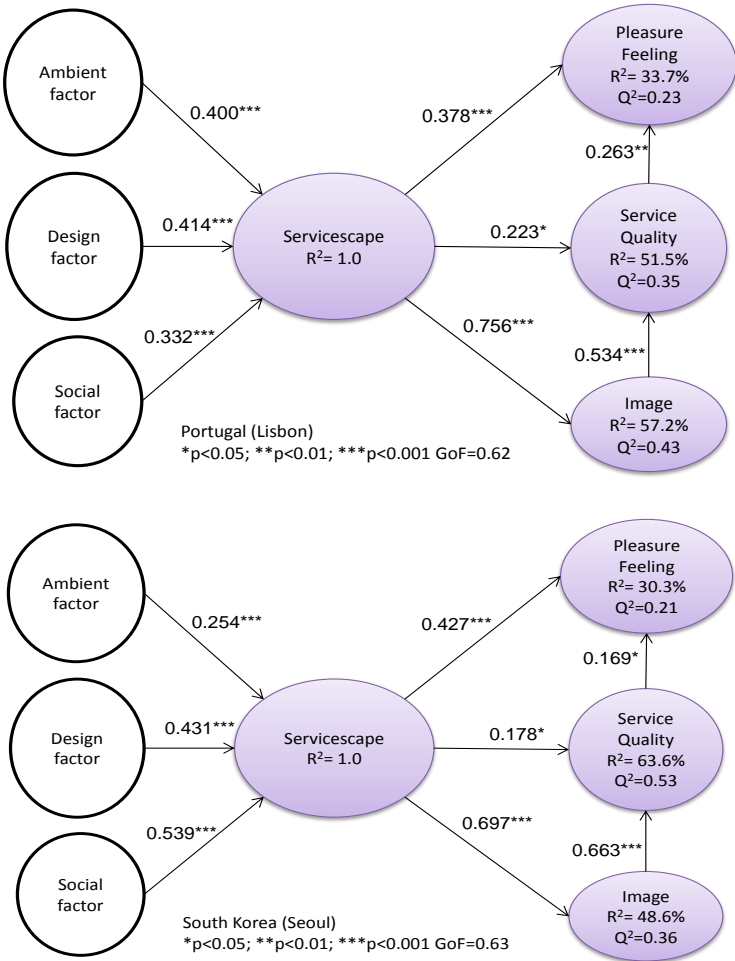 Ambient
factor
0.400***
Pleasure
Feeling
R²= 33.7%
Q²=0.23
0.378***
0.263**
Design
factor
0.414***
Servicescape
R²= 1.0
0.223*
Service
Quality
R²= 51.5%
Q²=0.35
0.332***
0.756***
0.534***
Social
factor
Image
R²= 57.2%
Q²=0.43
Portugal (Lisbon)
*p<0.05; **p<0.01; ***p<0.001 GoF=0.62
Ambient
factor
0.254***
Pleasure
Feeling
R²= 30.3%
Q²=0.21
0.427***
0.169*
Design
factor
0.431***
Servicescape
R²= 1.0
0.178*
Service
Quality
R²= 63.6%
Q²=0.53
0.539***
0.697***
0.663***
Social
factor
Image
R²= 48.6%
Q²=0.36
South Korea (Seoul)
*p<0.05; **p<0.01; ***p<0.001 GoF=0.63